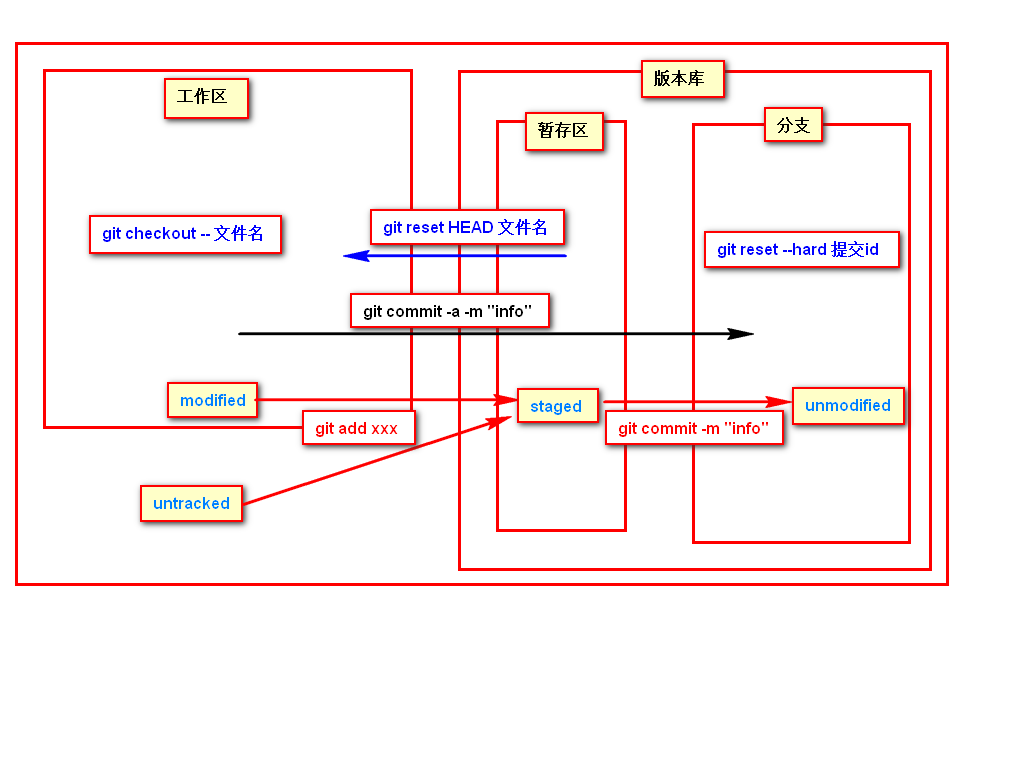 版本库
工作区
分支
暂存区
git checkout -- 文件名
git reset HEAD 文件名
git reset --hard 提交id
git commit -a -m "info"
modified
staged
unmodified
git add xxx
git commit -m "info"
untracked